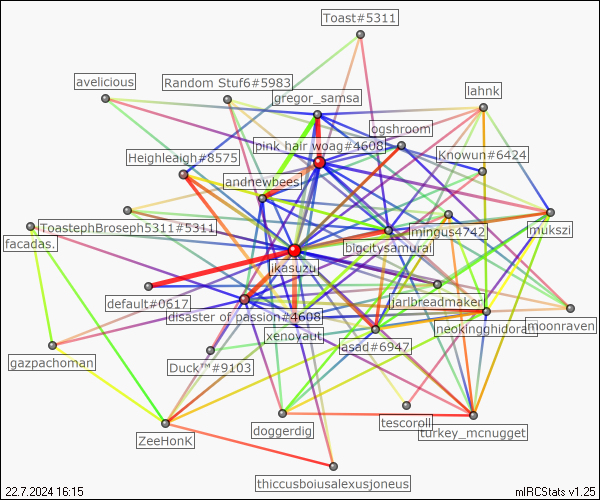 Toast#5311
avelicious
Random Stuf6#5983
lahnk
gregor_samsa
ogshroom
pink hair woag#4608
Knowun#6424
Heighleaigh#8575
andnewbees
ToastephBroseph5311#5311
mingus4742
mukszi
facadas.
bigcitysamurai
ikasuzu
default#0617
jarlbreadmaker
disaster of passion#4608
moonraven
xenoyaut
neokingghidorah
gazpachoman
asad#6947
Duck™#9103
tescoroll
doggerdig
turkey_mcnugget
ZeeHonK
thiccusboiusalexusjoneus
22.7.2024 16:15
mIRCStats v1.25